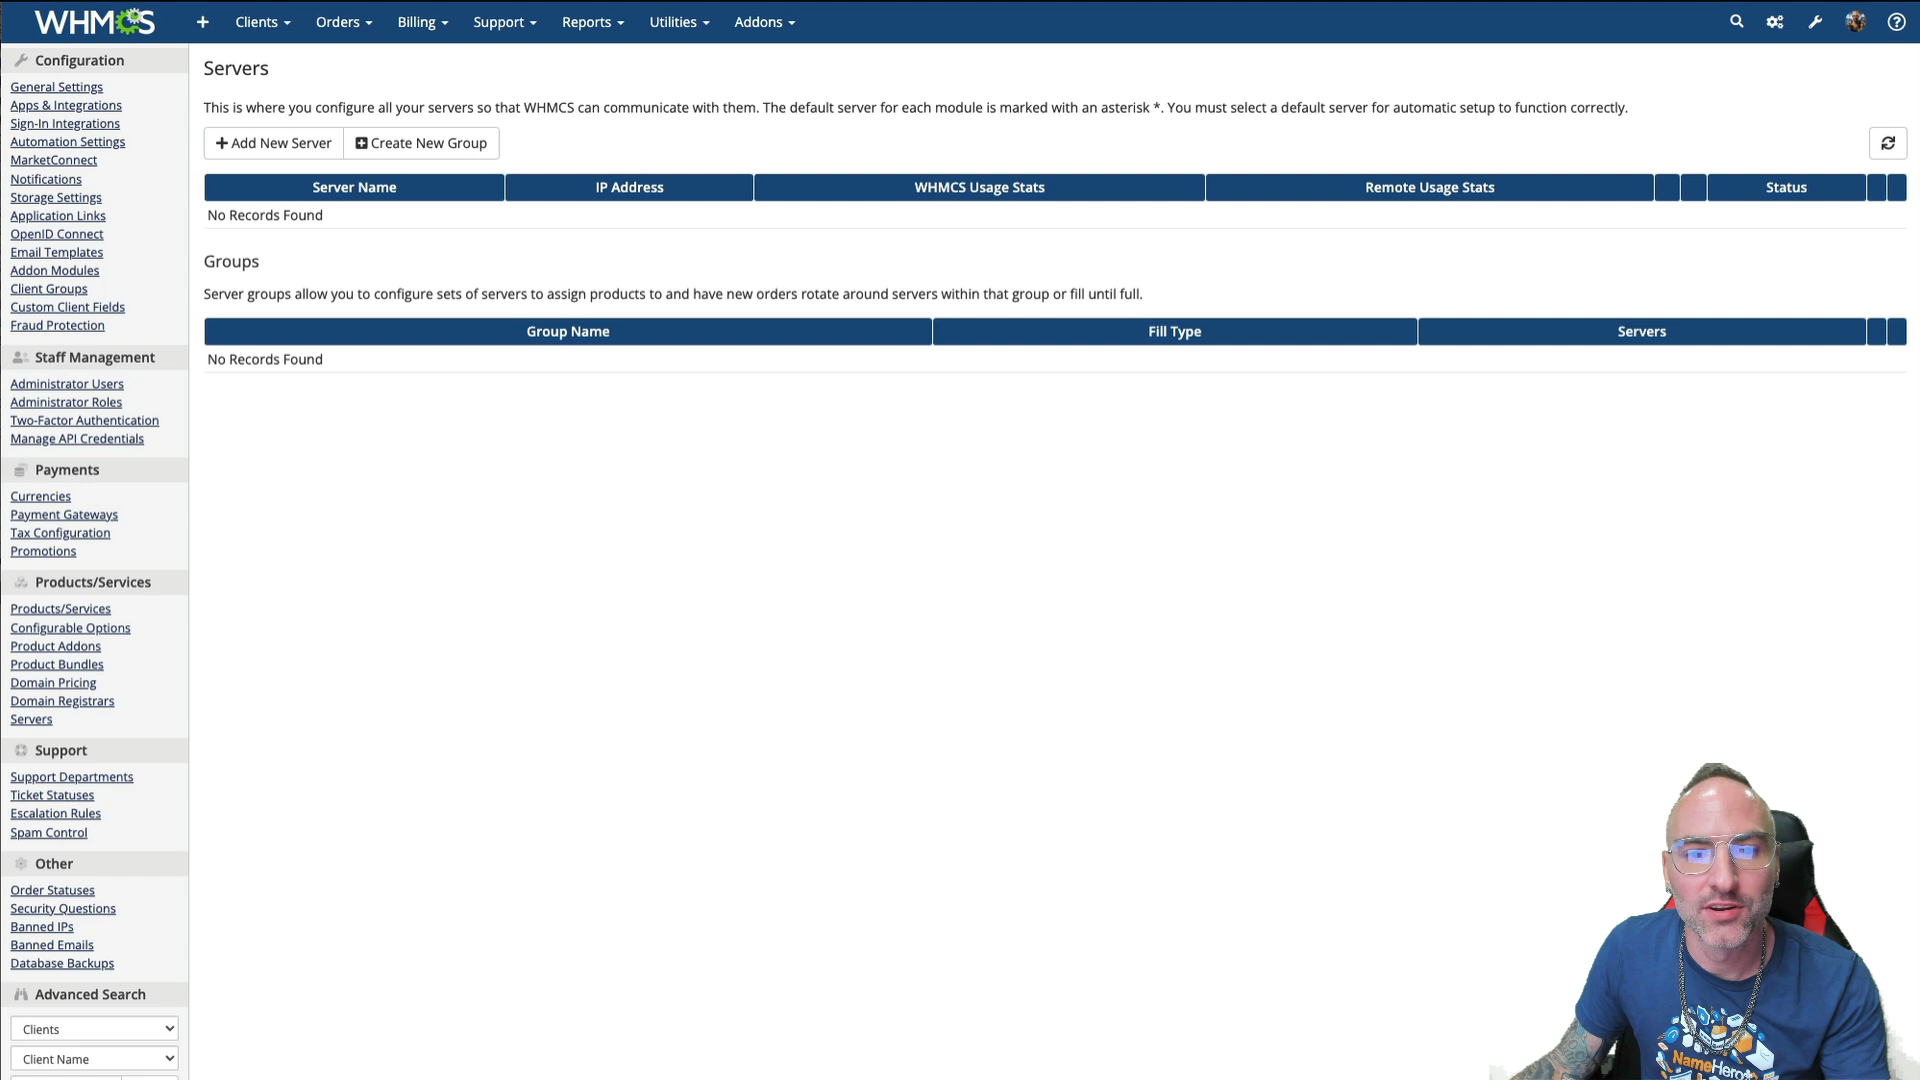 WHMCS
Clients
Orders
Billing
Support
Reports
Utilities
Addons
Configuration
General Settings
Apps & Integrations
Sign-In Integrations
Automation Settings
MarketConnect
Notifications
Storage Settings
Application Links
OpenID Connect
Email Templates
Addon Modules
Client Groups
Custom Client Fields
Fraud Protection
Staff Management
Administrator Users
Administrator Roles
Two-Factor Authentication
Manage API Credentials
Payments
Currencies
Payment Gateways
Tax Configuration
Promotions
Products/Services
Products/Services
Configurable Options
Product Addons
Product Bundles
Domain Pricing
Domain Registrars
Servers
Support
Support Departments
Ticket Statuses
Escalation Rules
Spam Control
Other
Order Statuses
Security Questions
Banned IPs
Banned Emails
Database Backups
Advanced Search
Clients
Client Name
Servers
This is where you configure all your servers so that WHMCS can communicate with them. The default server for each module is marked with an asterisk *. You must select a default server for automatic setup to function correctly.
Add New Server
Create New Group
Server Name IP Address WHMCS Usage Stats Remote Usage Stats Status
No Records Found
Groups
Server groups allow you to configure sets of servers to assign products to and have new orders rotate around servers within that group or fill until full.
Group Name Fill Type Servers
No Records Found
NameHero